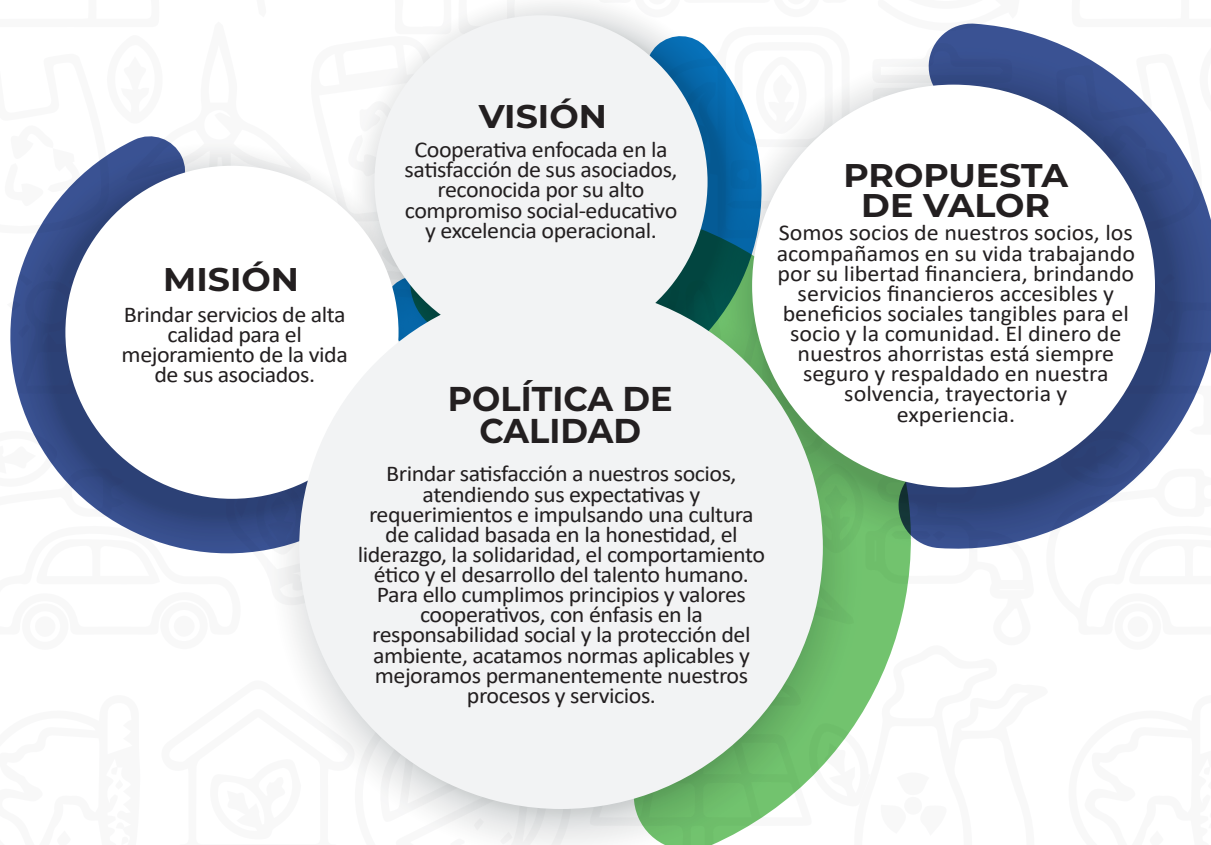 VISIÓN
Cooperativa enfocada en la
satisfacción de sus asociados,
reconocida por su alto
compromiso social-educativo
y excelencia operacional.
PROPUESTA
DE VALOR
Somos socios de nuestros socios, los
acompañamos en su vida trabajando
por su libertad financiera, brindando
servicios financieros accesibles y
beneficios sociales tangibles para el
socio y la comunidad. El dinero de
nuestros ahorristas está siempre
seguro y respaldado en nuestra
solvencia, trayectoria y
experiencia.
MISIÓN
Brindar servicios de alta
calidad para el
mejoramiento de la vida
de sus asociados.
POLÍTICA DE
CALIDAD
Brindar satisfacción a nuestros socios,
atendiendo sus expectativas y
requerimientos e impulsando una cultura
de calidad basada en la honestidad, el
liderazgo, la solidaridad, el comportamiento
ético y el desarrollo del talento humano.
Para ello cumplimos principios y valores
cooperativos, con énfasis en la
responsabilidad social y la protección del
ambiente, acatamos normas aplicables y
mejoramos permanentemente nuestros
procesos y servicios.